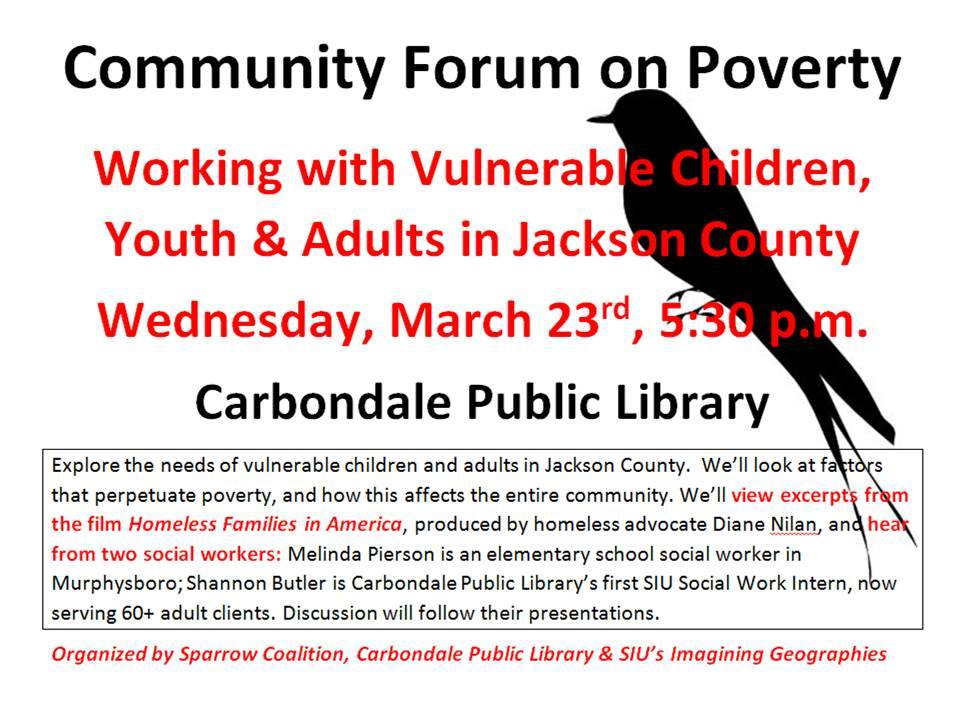 Community Forum on Poverty
Working with Vulnerable Children,
Youth & Adults in Jackson County
Wednesday, March 23rd, 5:30 p.m.
Carbondale Public Library
Explore the needs of vulnerable children and adults in Jackson County.  We'll look at factors
that perpetuate poverty, and how this affects the entire community. We'll view excerpts from
the film Homeless Families in America, produced by homeless advocate Diane Nilan, and hear
from two social workers: Melinda Pierson is an elementary school social worker in
Murphysboro; Shannon Butler is Carbondale Public Library's first SIU Social Work Intern, now
serving 60+ adult clients. Discussion will follow their presentations.
Organized by Sparrow Coalition, Carbondale Public Library & SIU's Imagining Geographies